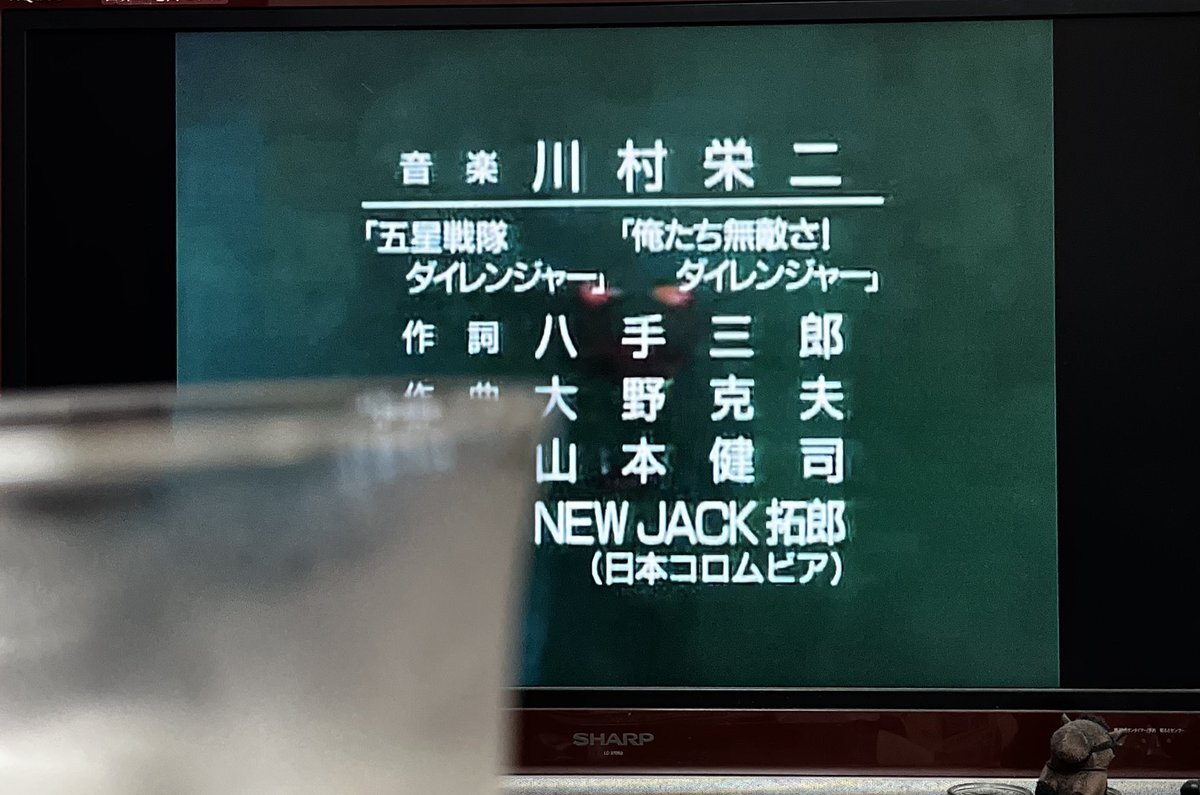 音楽 川村栄二
「五星戦隊 「俺たち無敵さ!
ダイレンジャー」 ダイレンジャー」
作詞 八手三郎
作曲 大野克夫
山本健司
NEW JACK 拓郎
(日本コロムビア)
SHARP